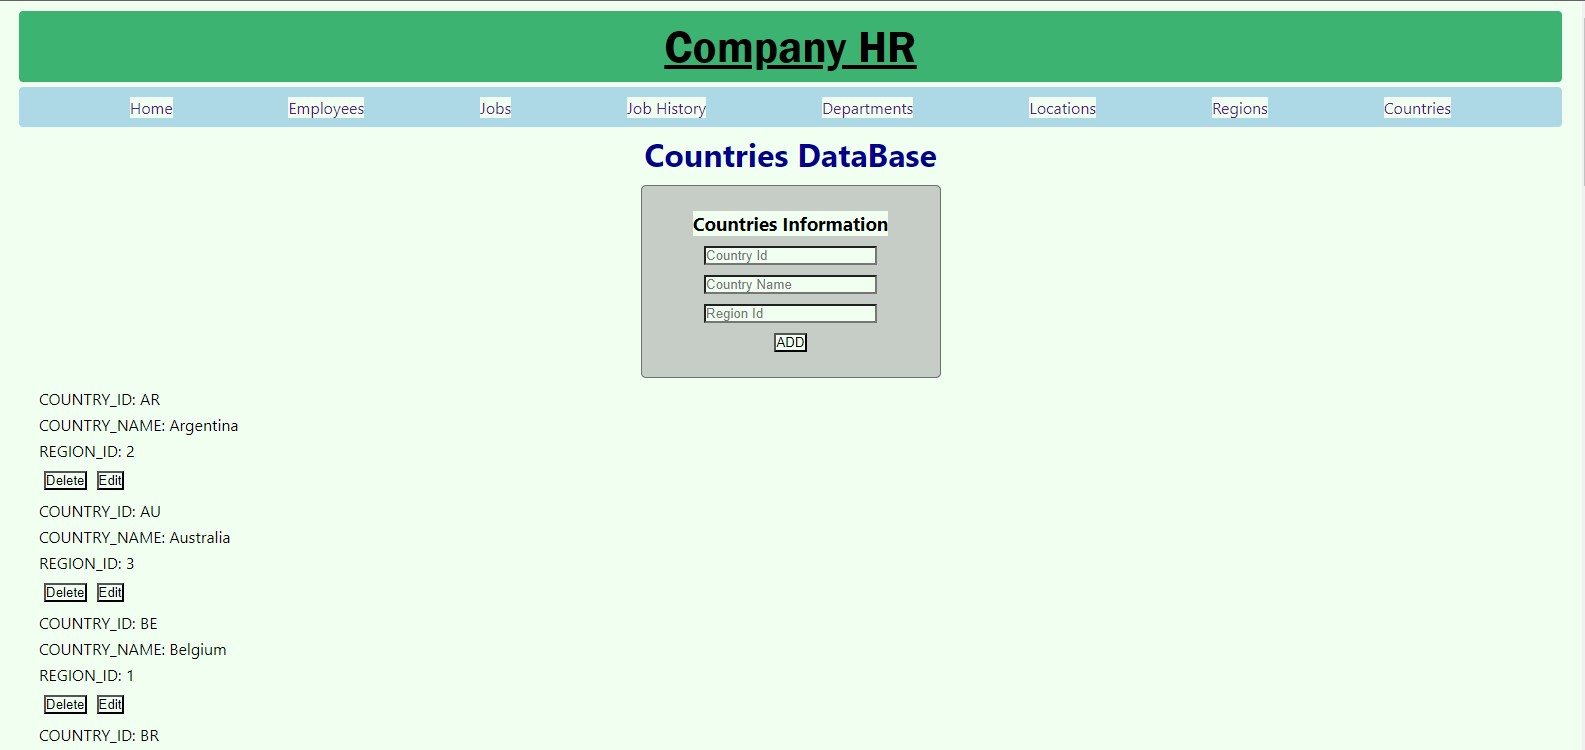 Company HR
Home Employees Jobs Job History Departments Locations Regions Countries
Countries DataBase
Countries Information
Country Id
Country Name
Region Id
ADD
COUNTRY_ID: AR
COUNTRY_NAME: Argentina
REGION_ID: 2
Delete Edit
COUNTRY_ID: AU
COUNTRY_NAME: Australia
REGION_ID: 3
Delete Edit
COUNTRY_ID: BE
COUNTRY_NAME: Belgium
REGION_ID: 1
Delete Edit
COUNTRY_ID: BR